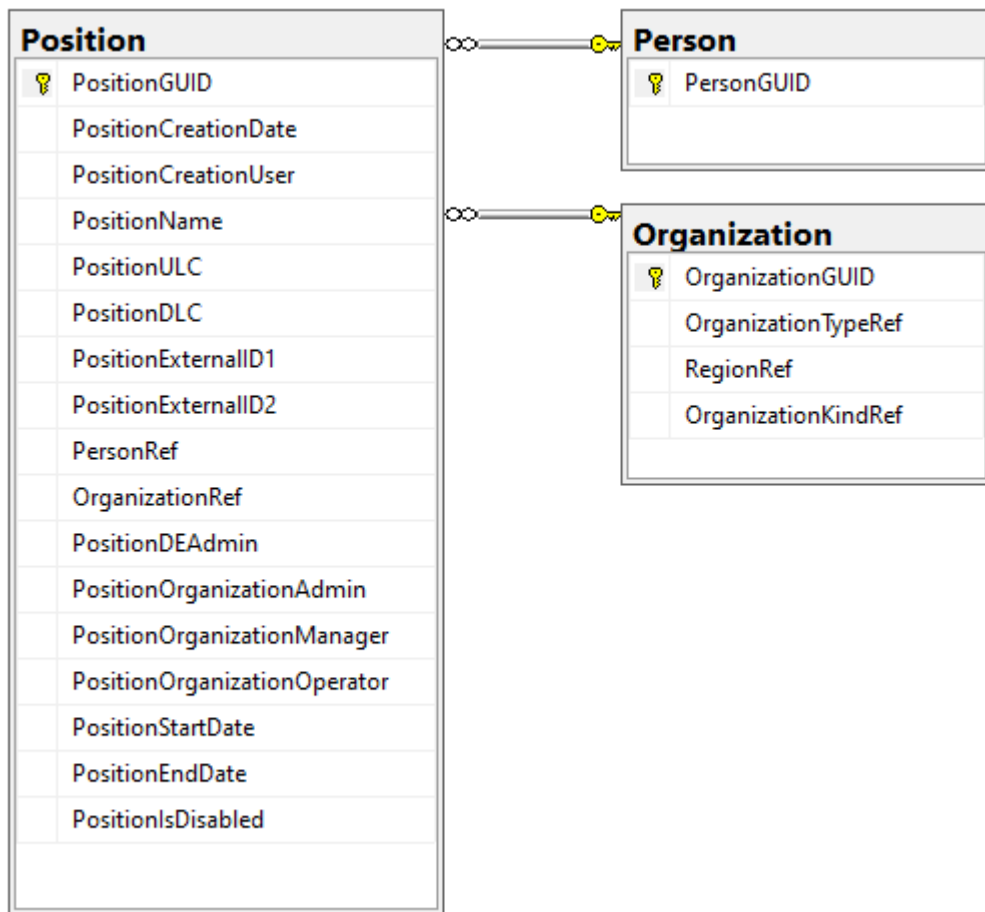 Position
PositionGUID
PositionCreationDate
PositionCreationUser
PositionName
PositionULC
PositionDLC
PositionExternalID1
PositionExternalID2
PersonRef
OrganizationRef
PositionDEAdmin
PositionOrganizationAdmin
PositionOrganizationManager
PositionOrganizationOperator
PositionStartDate
PositionEndDate
PositionIsDisabled
Person
PersonGUID
Organization
OrganizationGUID
OrganizationTypeRef
RegionRef
OrganizationKindRef